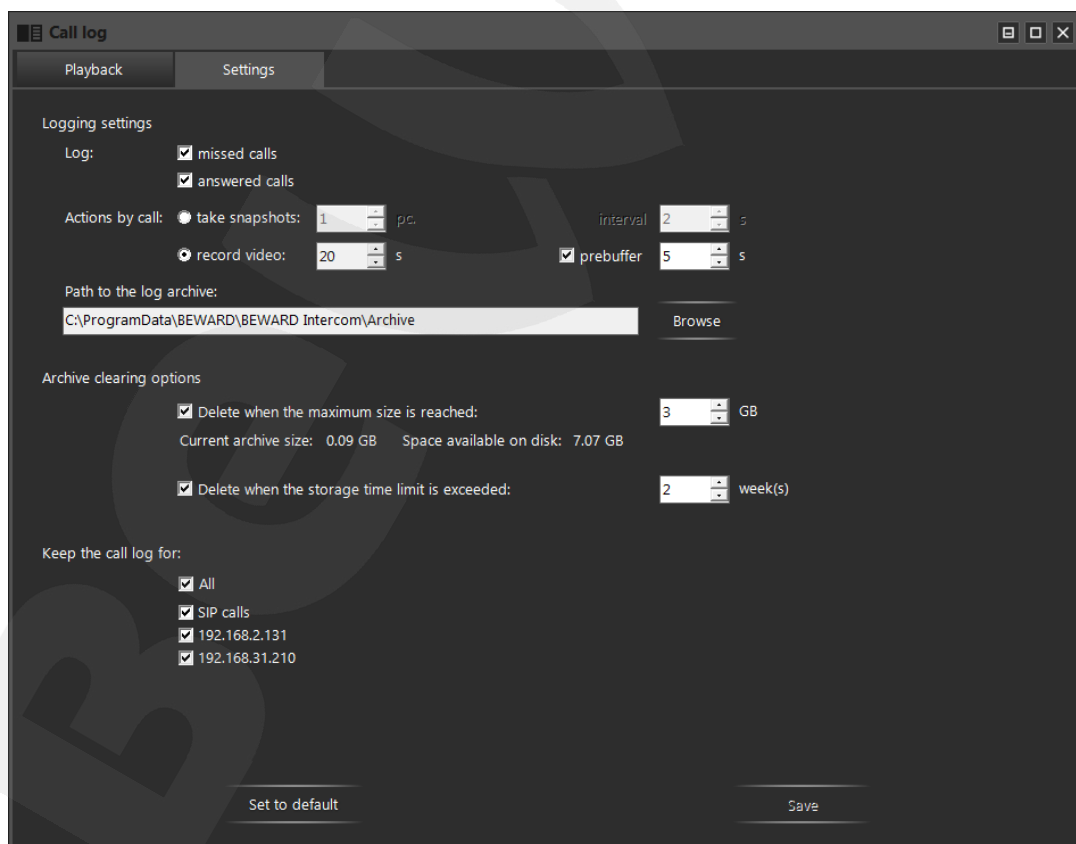 Call log
Playback Settings
Logging settings
Log: missed calls
answered calls
Actions by call: take snapshots: 1 pc. interval 2 s
record video: 20 s prebuffer 5 s
Path to the log archive:
C:\ProgramData\BEWARD\BEWARD Intercom\Archive Browse
Archive clearing options
Delete when the maximum size is reached: 3 GB
Current archive size: 0.09 GB Space available on disk: 7.07 GB
Delete when the storage time limit is exceeded: 2 week(s)
Keep the call log for:
All
SIP calls
192.168.2.131
192.168.31.210
Set to default Save